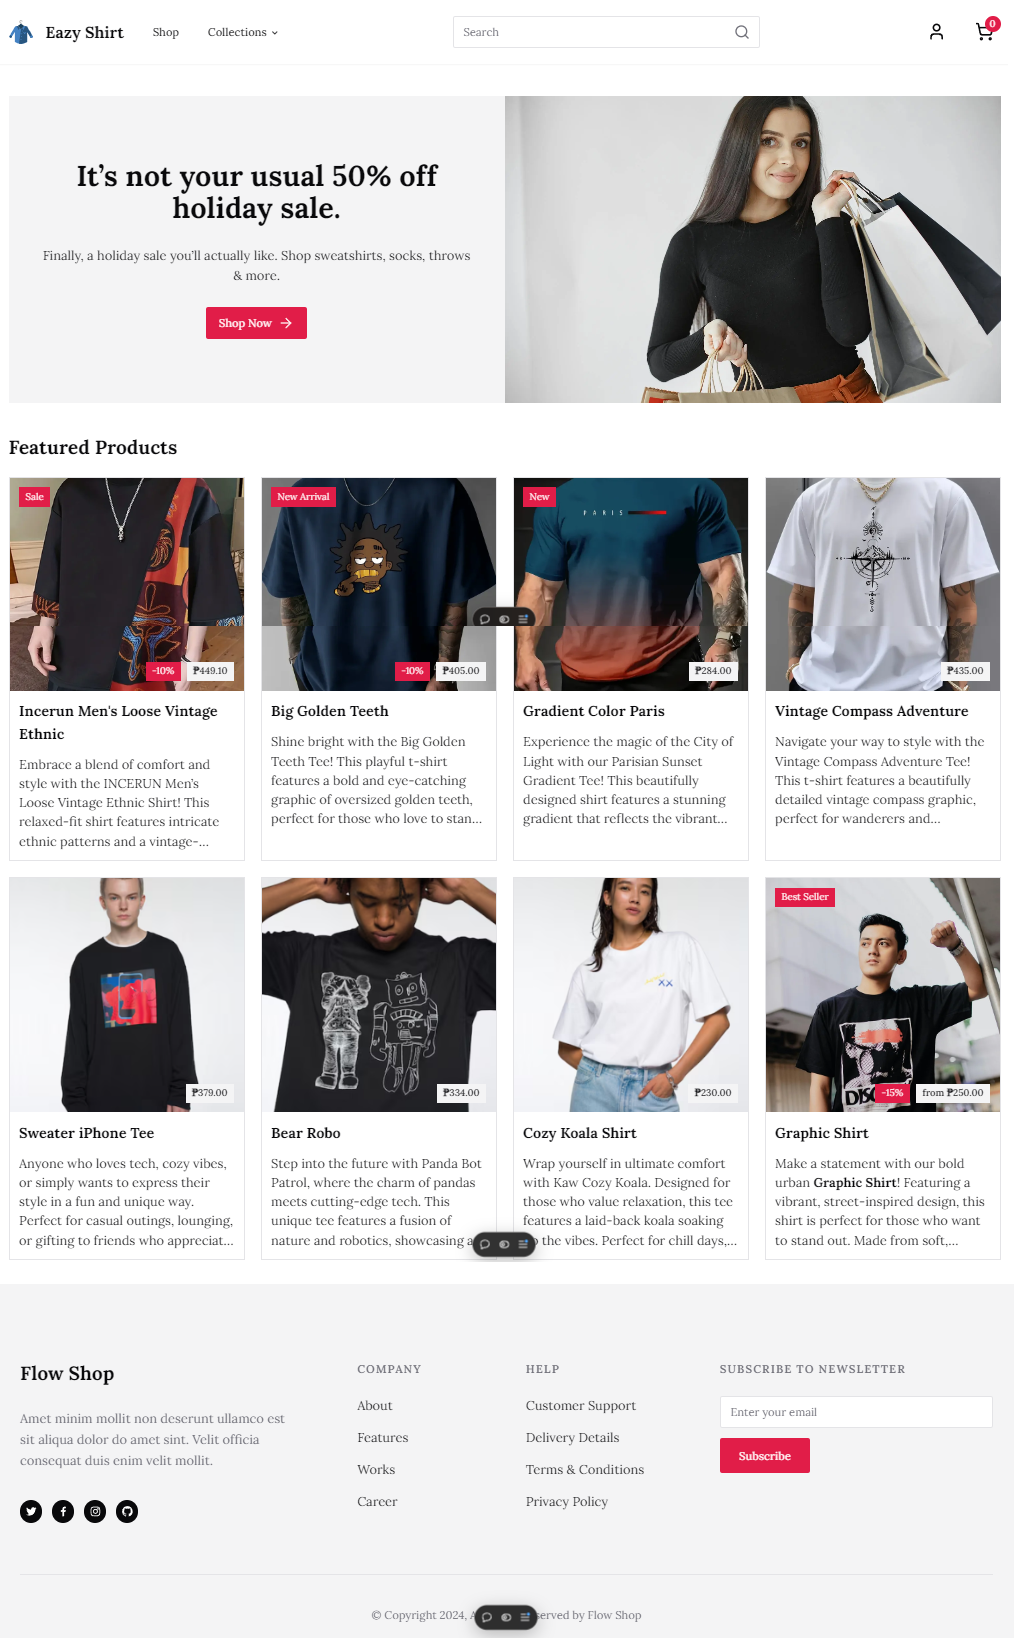 Eazy Shirt
Shop
Collections
Search
0
It's not your usual 50% off
holiday sale.
Finally, a holiday sale you'll actually like. Shop sweatshirts, socks, throws
& more.
Shop Now
Featured Products
Sale
-10%
₱449.10
Incerun Men's Loose Vintage
Ethnic
Embrace a blend of comfort and
style with the INCERUN Men's
Loose Vintage Ethnic Shirt! This
relaxed-fit shirt features intricate
ethnic patterns and a vintage-...
New Arrival
-10%
₱405.00
Big Golden Teeth
Shine bright with the Big Golden
Teeth Tee! This playful t-shirt
features a bold and eye-catching
graphic of oversized golden teeth,
perfect for those who love to stan...
New
PARIS
₱284.00
Gradient Color Paris
Experience the magic of the City of
Light with our Parisian Sunset
Gradient Tee! This beautifully
designed shirt features a stunning
gradient that reflects the vibrant...
₱435.00
Vintage Compass Adventure
Navigate your way to style with the
Vintage Compass Adventure Tee!
This t-shirt features a beautifully
detailed vintage compass graphic,
perfect for wanderers and...
₱379.00
Sweater iPhone Tee
Anyone who loves tech, cozy vibes,
or simply wants to express their
style in a fun and unique way.
Perfect for casual outings, lounging,
or gifting to friends who appreciat...
₱334.00
Bear Robo
Step into the future with Panda Bot
Patrol, where the charm of pandas
meets cutting-edge tech. This
unique tee features a fusion of
nature and robotics, showcasing
XX
₱230.00
Cozy Koala Shirt
Wrap yourself in ultimate comfort
with Kaw Cozy Koala. Designed for
those who value relaxation, this tee
features a laid-back koala soaking
the vibes. Perfect for chill days,...
Best Seller
-15%
from ₱250.00
Graphic Shirt
Make a statement with our bold
urban Graphic Shirt! Featuring a
vibrant, street-inspired design, this
shirt is perfect for those who want
to stand out. Made from soft,...
Flow Shop
Amet minim mollit non deserunt ullamco est
sit aliqua dolor do amet sint. Velit officia
consequat duis enim velit mollit.
COMPANY
About
Features
Works
Career
HELP
Customer Support
Delivery Details
Terms & Conditions
Privacy Policy
SUBSCRIBE TO NEWSLETTER
Enter your email
Subscribe
© Copyright 2024, by Flow Shop